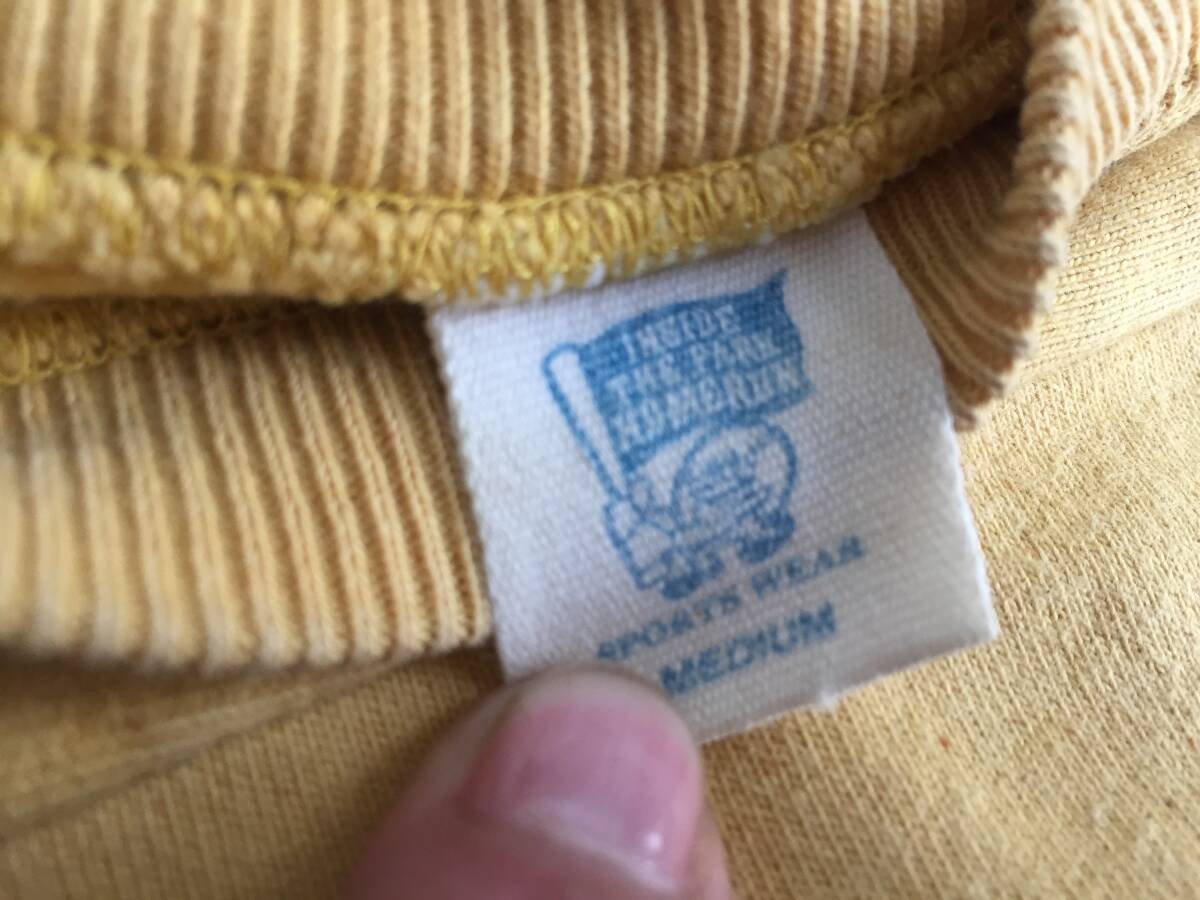 INSIDE
THE PARK
HOMERUN
SPORTS WEAR
MEDIUM